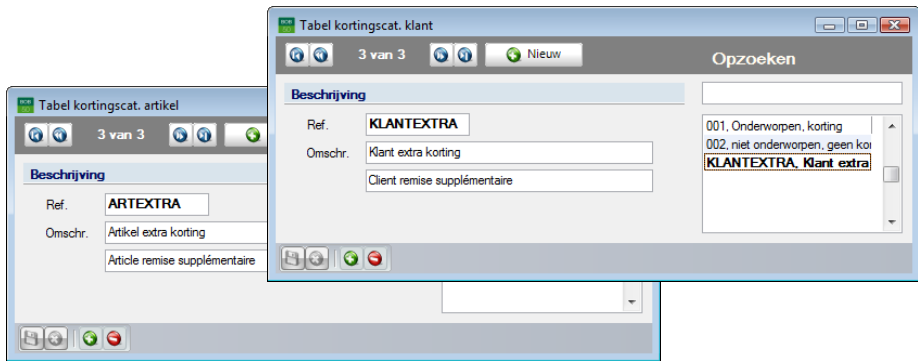 Tabel kortingscat. klant
3 van 3
Nieuw
Opzoeken
Beschrijving
Ref. KLANTEXTRA
Omschr. Klant extra korting
Client remise supplémentaire
001, Onderworpen, korting
002, niet onderworpen, geen kor
KLANTEXTRA, Klant extra
Tabel kortingscat. artikel
3 van 3
Beschrijving
Ref. ARTEXTRA
Omschr. Artikel extra korting
Article remise supplémentaire